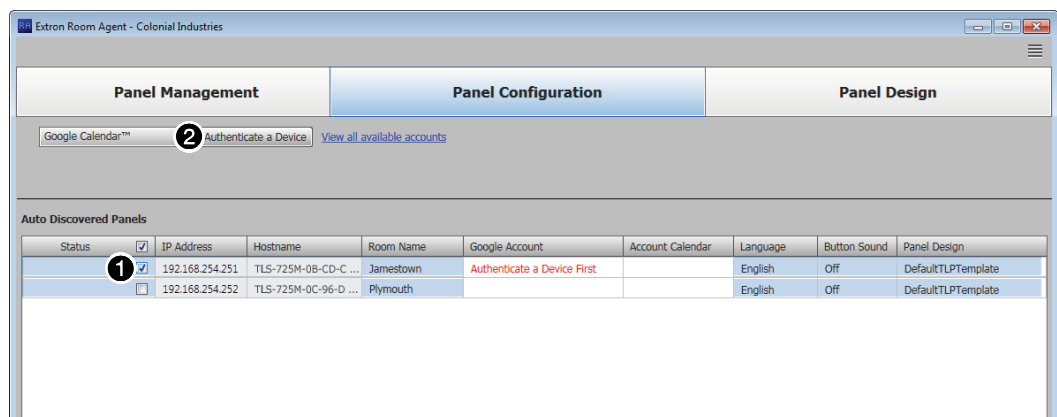 RA Extron Room Agent - Colonial Industries
Panel Management Panel Configuration Panel Design
Google Calendar™ 2 Authenticate a Device View all available accounts
Auto Discovered Panels
Status IP Address Hostname Room Name Google Account Account Calendar Language Button Sound Panel Design
1 192.168.254.251 TLS-725M-0B-CD-C ... Jamestown Authenticate a Device First English Off DefaultTLPTemplate
192.168.254.252 TLS-725M-0C-96-D ... Plymouth English Off DefaultTLPTemplate